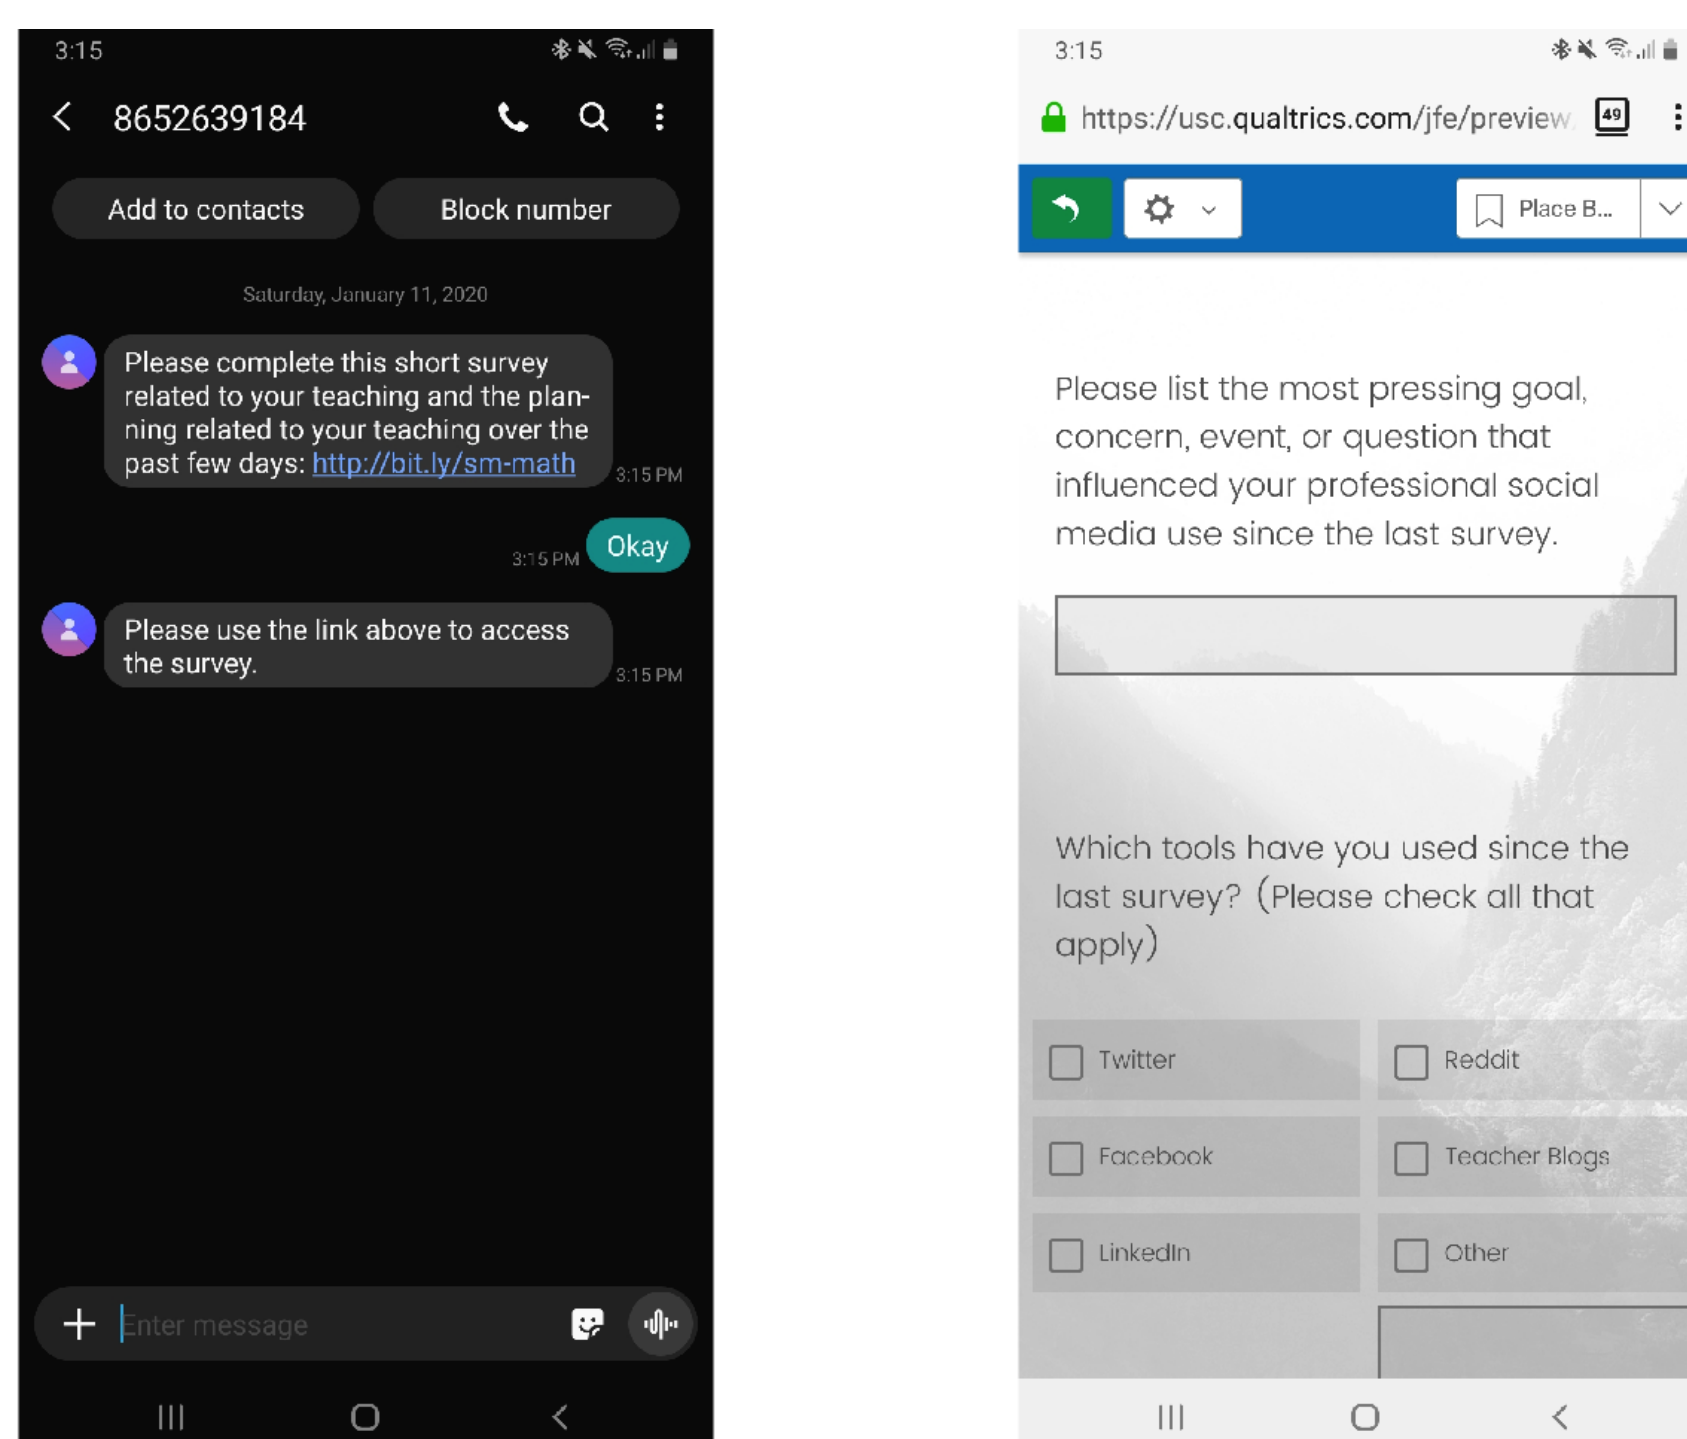 3:15
8652639184
Add to contacts
Block number
Saturday, January 11, 2020
Please complete this short survey
related to your teaching and the plan-
ning related to your teaching over the
past few days: http://bit.ly/sm-math
3:15 PM
3:15 PM
Okay
Please use the link above to access
the survey.
3:15 PM
Enter message
3:15
https://usc.qualtrics.com/jfe/preview/
49
Place B...
Please list the most pressing goal,
concern, event, or question that
influenced your professional social
media use since the last survey.
Which tools have you used since the
last survey? (Please check all that
apply)
Twitter
Reddit
Facebook
Teacher Blogs
LinkedIn
Other